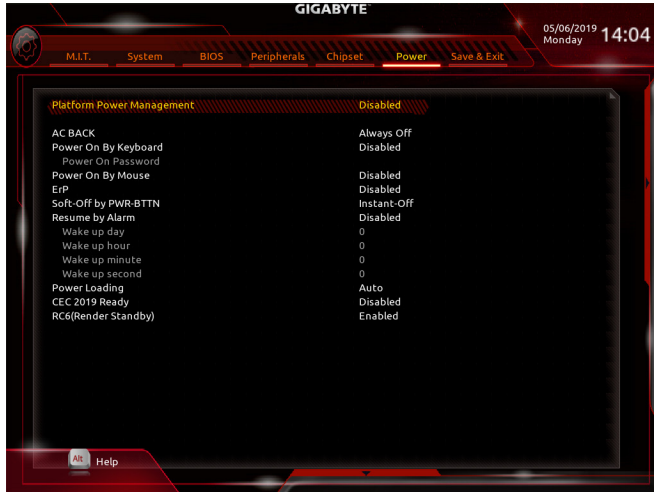 GIGABYTE
05/06/2019 14:04
Monday
M.I.T. System BIOS Peripherals Chipset Power Save & Exit
Platform Power Management Disabled
AC BACK Always Off
Power On By Keyboard Disabled
Power On Password
Power On By Mouse Disabled
ErP Disabled
Soft-Off by PWR-BTTN Instant-Off
Resume by Alarm Disabled
Wake up day 0
Wake up hour 0
Wake up minute 0
Wake up second 0
Power Loading Auto
CEC 2019 Ready Disabled
RC6(Render Standby) Enabled
Alt Help